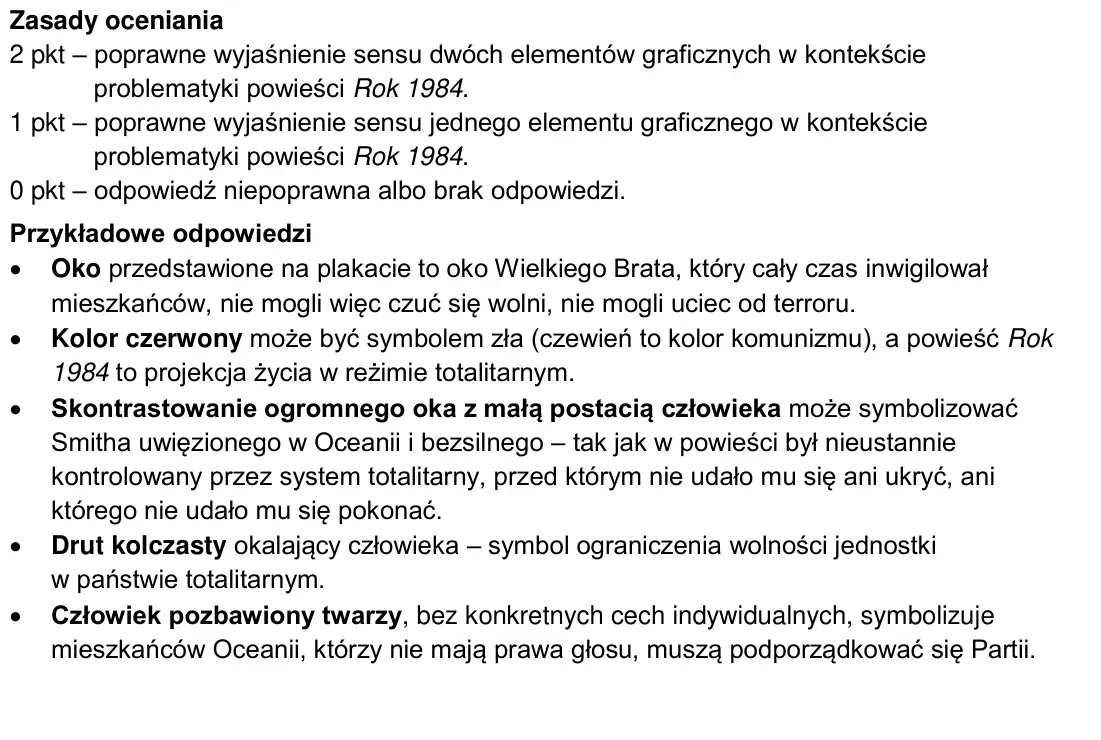 Zasady oceniania
2 pkt – poprawne wyjaśnienie sensu dwóch elementów graficznych w kontekście
problematyki powieści Rok 1984.
1 pkt – poprawne wyjaśnienie sensu jednego elementu graficznego w kontekście
problematyki powieści Rok 1984.
0 pkt – odpowiedź niepoprawna albo brak odpowiedzi.
Przykładowe odpowiedzi
• Oko przedstawione na plakacie to oko Wielkiego Brata, który cały czas inwigilował
mieszkańców, nie mogli więc czuć się wolni, nie mogli uciec od terroru.
• Kolor czerwony może być symbolem zła (czewień to kolor komunizmu), a powieść Rok
1984 to projekcja życia w reżimie totalitarnym.
• Skontrastowanie ogromnego oka z małą postacią człowieka może symbolizować
Smitha uwięzionego w Oceanii i bezsilnego – tak jak w powieści był nieustannie
kontrolowany przez system totalitarny, przed którym nie udało mu się ani ukryć, ani
którego nie udało mu się pokonać.
• Drut kolczasty okalający człowieka – symbol ograniczenia wolności jednostki
w państwie totalitarnym.
• Człowiek pozbawiony twarzy, bez konkretnych cech indywidualnych, symbolizuje
mieszkańców Oceanii, którzy nie mają prawa głosu, muszą podporządkować się Partii.